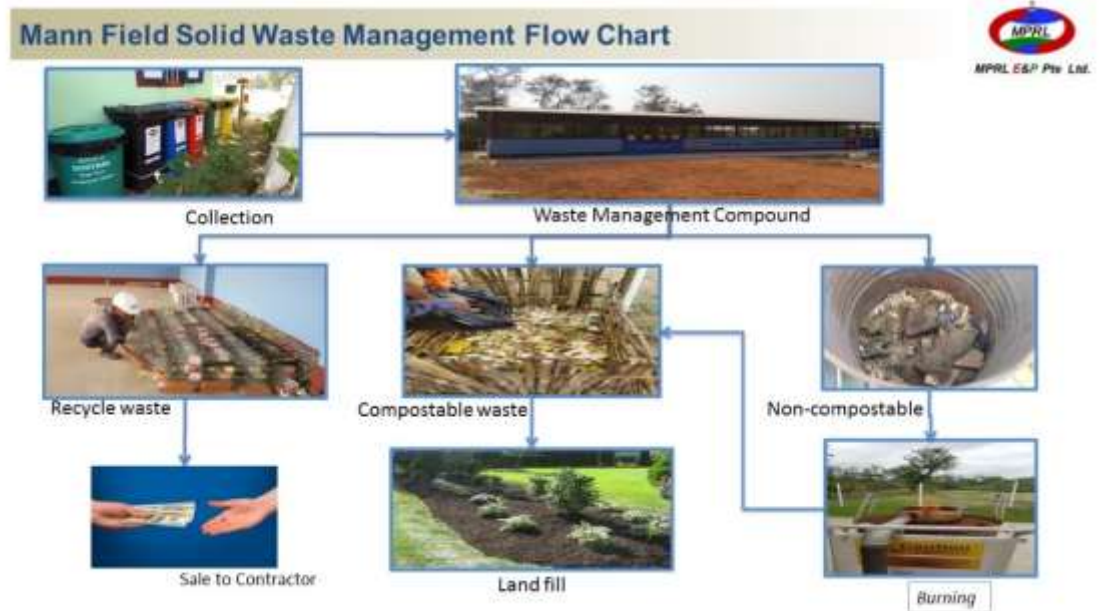 Mann Field Solid Waste Management Flow Chart
MPRL
MPRL E&P Pte Ltd.
Collection
Waste Management Compound
Recycle waste
Compostable waste
Non-compostable
Sale to Contractor
Land fill
Burning